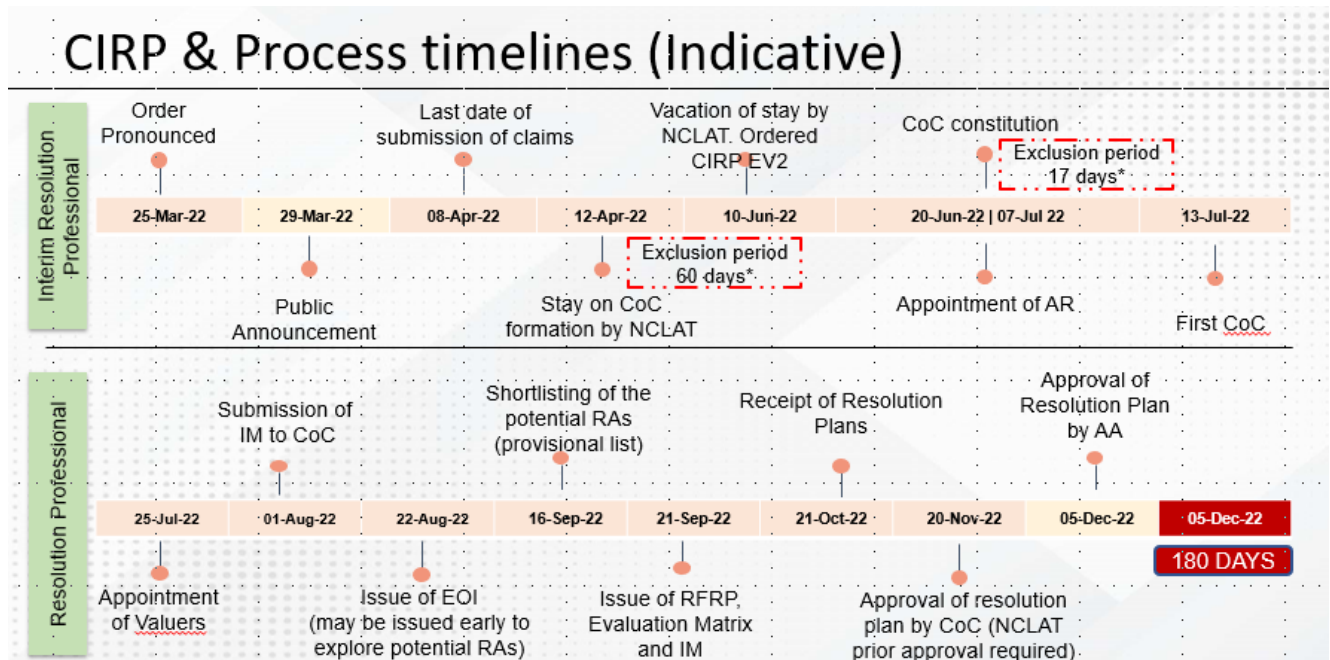 CIRP & Process timelines (Indicative)
Interim Resolution
Professional
Order
Pronounced
Last date of
submission of claims
Vacation of stay by
NCLAT. Ordered
CIRP EV2
CoC constitution
Exclusion period
17 days*
25-Mar-22
29-Mar-22
08-Apr-22
12-Apr-22
10-Jun-22
20-Jun-22 | 07-Jul 22
13-Jul-22
Exclusion period
60 days*
Public
Announcement
Stay on CoC
formation by NCLAT
Appointment of AR
First CoC
Resolution Professional
Submission of
IM to CoC
Shortlisting of the
potential RAs
(provisional list)
Receipt of Resolution
Plans
Approval of
Resolution Plan
by AA
25-Jul-22
01-Aug-22
22-Aug-22
16-Sep-22
21-Sep-22
21-Oct-22
20-Nov-22
05-Dec-22
05-Dec-22
180 DAYS
Appointment
of Valuers
Issue of EOI
(may be issued early to
explore potential RAs)
Issue of RFRP,
Evaluation Matrix
and IM
Approval of resolution
plan by CoC (NCLAT
prior approval required)